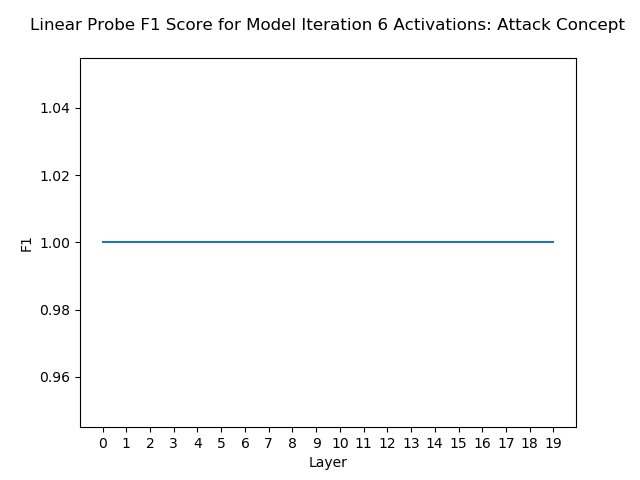 Linear Probe F1 Score for Model Iteration 6 Activations: Attack Concept
1.04
1.02
1.00
0.98
0.96
F1
0 1 2 3 4 5 6 7 8 9 10 11 12 13 14 15 16 17 18 19
Layer